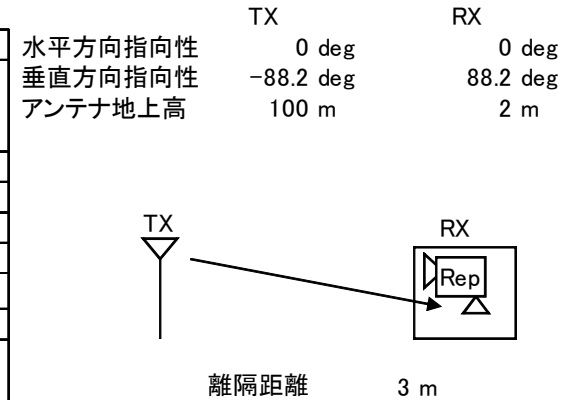 TX RX
水平方向指向性 0 deg 0 deg
垂直方向指向性 -88.2 deg 88.2 deg
アンテナ地上高 100 m 2 m
TX RX
Rep
離隔距離 3 m